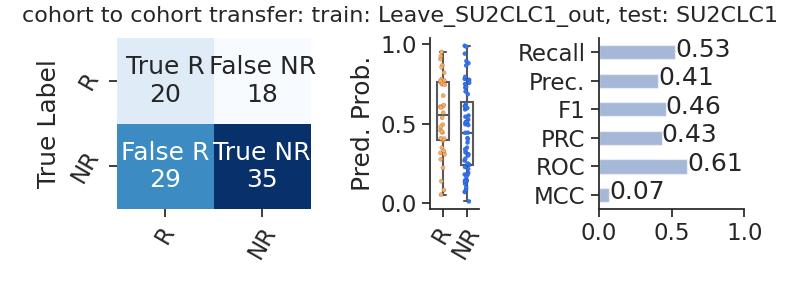 cohort to cohort transfer: train: Leave_SU2CLC1_out, test: SU2CLC1
True Label
R
NR
True R
20
False NR
18
False R
29
True NR
35
R
NR
Pred. Prob.
1.0
0.5
0.0
R
NR
Recall
0.53
Prec.
0.41
F1
0.46
PRC
0.43
ROC
0.61
MCC
0.07
0.0
0.5
1.0